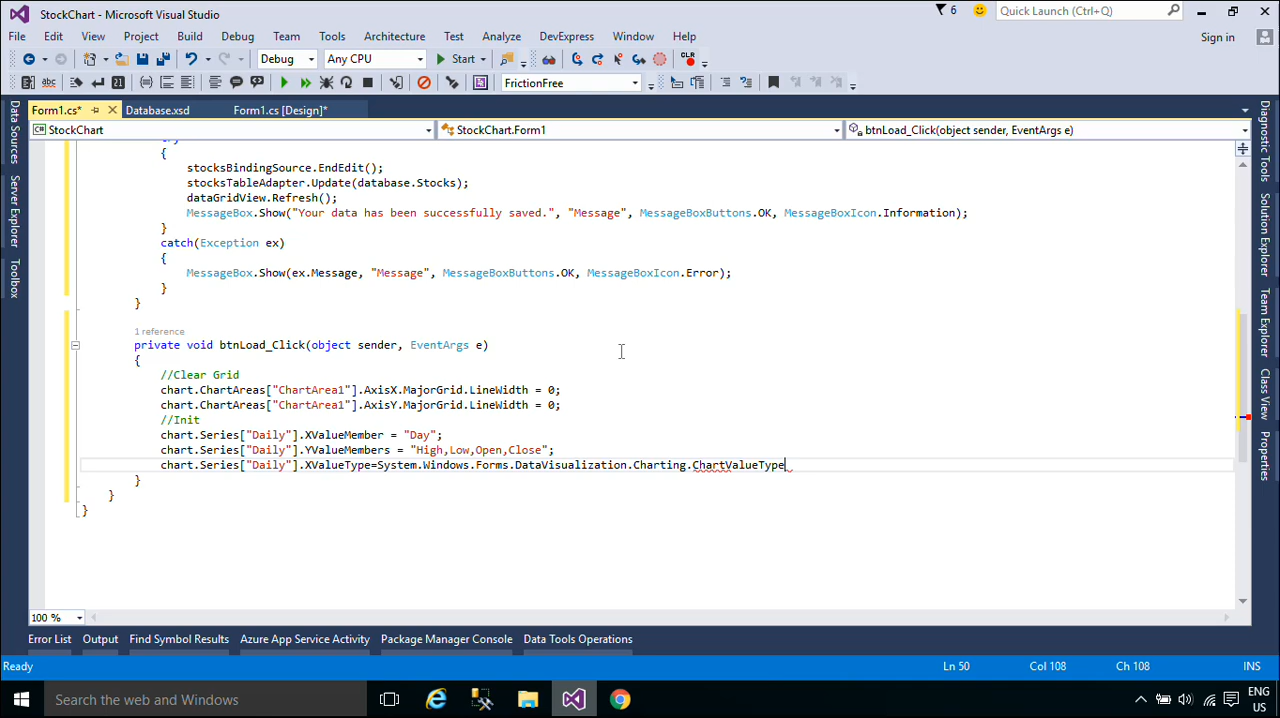 StockChart - Microsoft Visual Studio
6
Quick Launch (Ctrl+Q)
File Edit View Project Build Debug Team Tools Architecture Test Analyze DevExpress Window Help
Sign in
Debug Any CPU Start CLR
abc 21 FrictionFree
Form1.cs* Database.xsd Form1.cs [Design]*
StockChart StockChart.Form1 btnLoad_Click(object sender, EventArgs e)
Data Sources
Server Explorer
Toolbox
{
stocksBindingSource.EndEdit();
stocksTableAdapter.Update(database.Stocks);
dataGridView.Refresh();
MessageBox.Show("Your data has been successfully saved.", "Message", MessageBoxButtons.OK, MessageBoxIcon.Information);
}
catch(Exception ex)
{
MessageBox.Show(ex.Message, "Message", MessageBoxButtons.OK, MessageBoxIcon.Error);
}
}
1 reference
private void btnLoad_Click(object sender, EventArgs e)
{
//Clear Grid
chart.ChartAreas["ChartArea1"].AxisX.MajorGrid.LineWidth = 0;
chart.ChartAreas["ChartArea1"].AxisY.MajorGrid.LineWidth = 0;
//Init
chart.Series["Daily"].XValueMember = "Day";
chart.Series["Daily"].YValueMembers = "High,Low,Open,Close";
chart.Series["Daily"].XValueType=System.Windows.Forms.DataVisualization.Charting.ChartValueType
}
}
}
Diagnostic Tools
Solution Explorer
Team Explorer
Class View
Properties
100 %
Error List Output Find Symbol Results Azure App Service Activity Package Manager Console Data Tools Operations
Ready Ln 50 Col 108 Ch 108 INS
Search the web and Windows
ENG
US